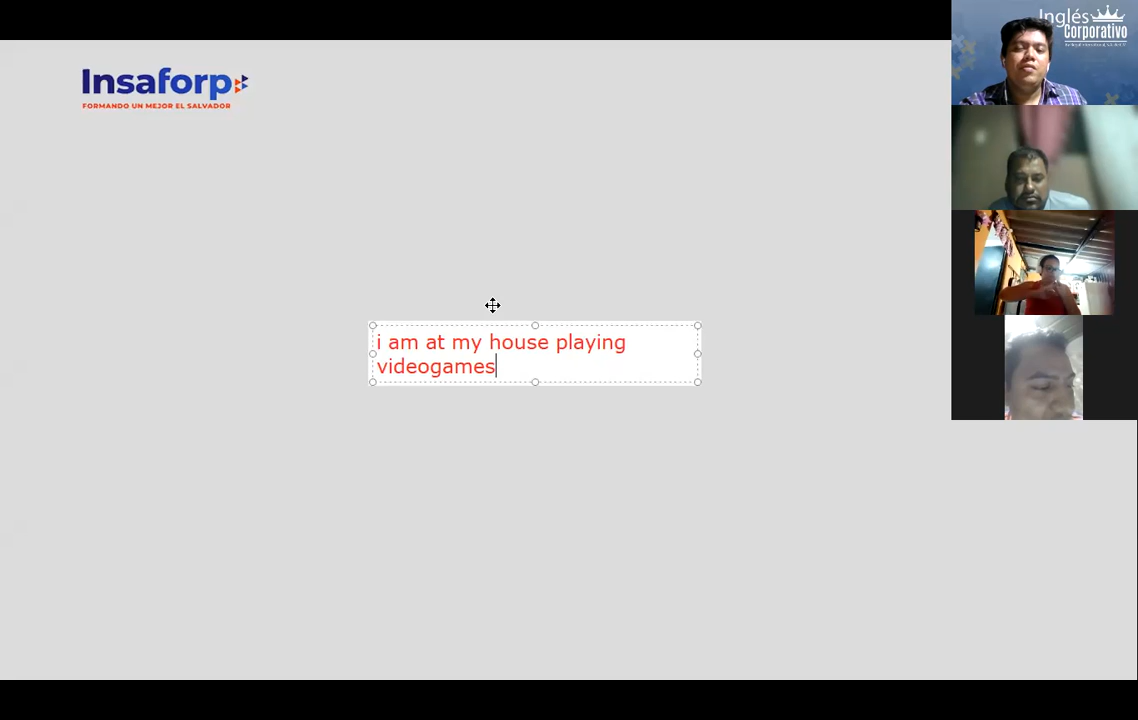 Insaforp
FORMANDO UN MEJOR EL SALVADOR
Inglés
Corporativo
i am at my house playing
videogames